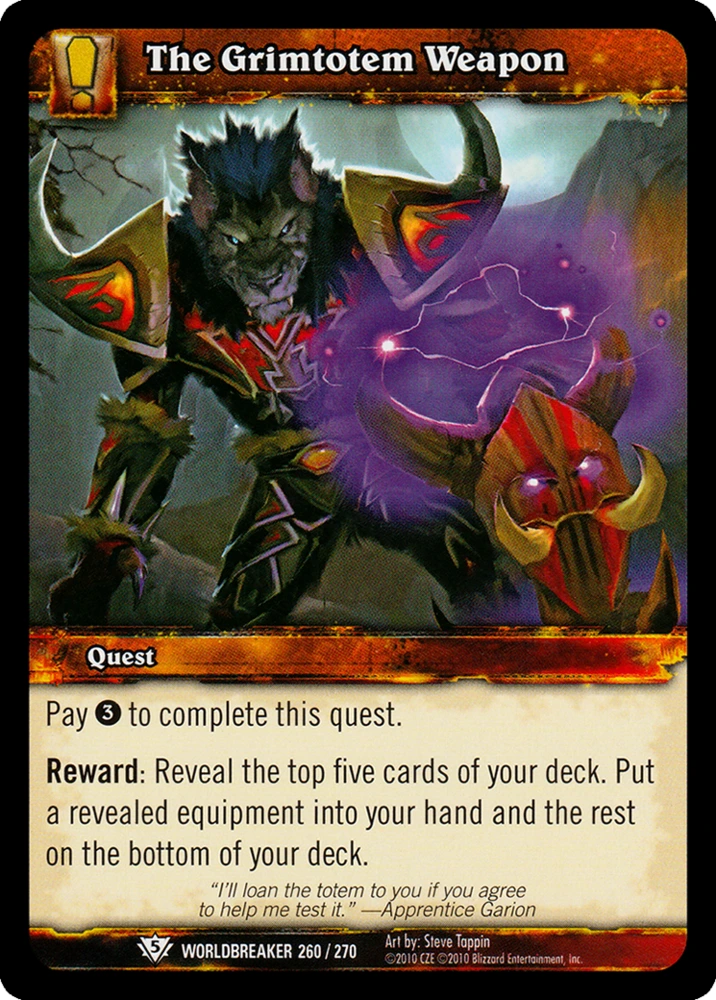 The Grimtotem Weapon
Quest
Pay 3 to complete this quest.
Reward: Reveal the top five cards of your deck. Put
a revealed equipment into your hand and the rest
on the bottom of your deck.
"I'll loan the totem to you if you agree
to help me test it." —Apprentice Garion
5 WORLDBREAKER 260 / 270
Art by: Steve Tappin
©2010 CZE ©2010 Blizzard Entertainment, Inc.